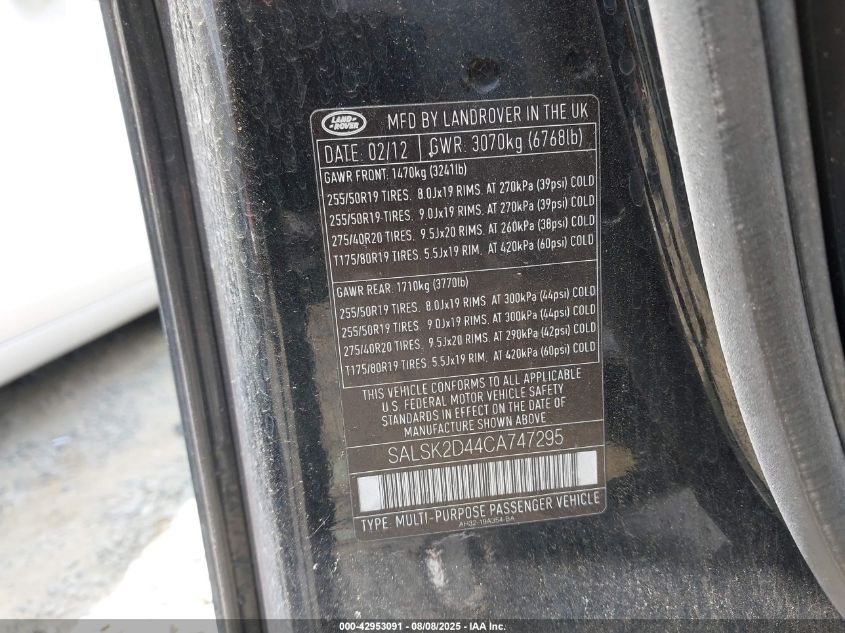 LAND
ROVER
MFD BY LANDROVER IN THE UK
DATE: 02/12 GWR: 3070kg (6768lb)
GAWR FRONT: 1470kg (3241lb)
255/50R19 TIRES. 8.0Jx19 RIMS. AT 270kPa (39psi) COLD
255/50R19 TIRES. 9.0Jx19 RIMS. AT 270kPa (39psi) COLD
275/40R20 TIRES. 9.5Jx20 RIMS. AT 260kPa (38psi) COLD
T175/80R19 TIRES. 5.5Jx19 RIM. AT 420kPa (60psi) COLD
GAWR REAR: 1710kg (3770lb)
255/50R19 TIRES. 8.0Jx19 RIMS. AT 300kPa (44psi) COLD
255/50R19 TIRES. 9.0Jx19 RIMS. AT 300kPa (44psi) COLD
275/40R20 TIRES. 9.5Jx20 RIMS. AT 290kPa (42psi) COLD
T175/80R19 TIRES. 5.5Jx19 RIM. AT 420kPa (60psi) COLD
THIS VEHICLE CONFORMS TO ALL APPLICABLE
U.S. FEDERAL MOTOR VEHICLE SAFETY
STANDARDS IN EFFECT ON THE DATE OF
MANUFACTURE SHOWN ABOVE
SALSK2D44CA747295
TYPE: MULTI-PURPOSE PASSENGER VEHICLE
AH32-19A354-BA
000-42953091 - 08/08/2025 - IAA Inc.